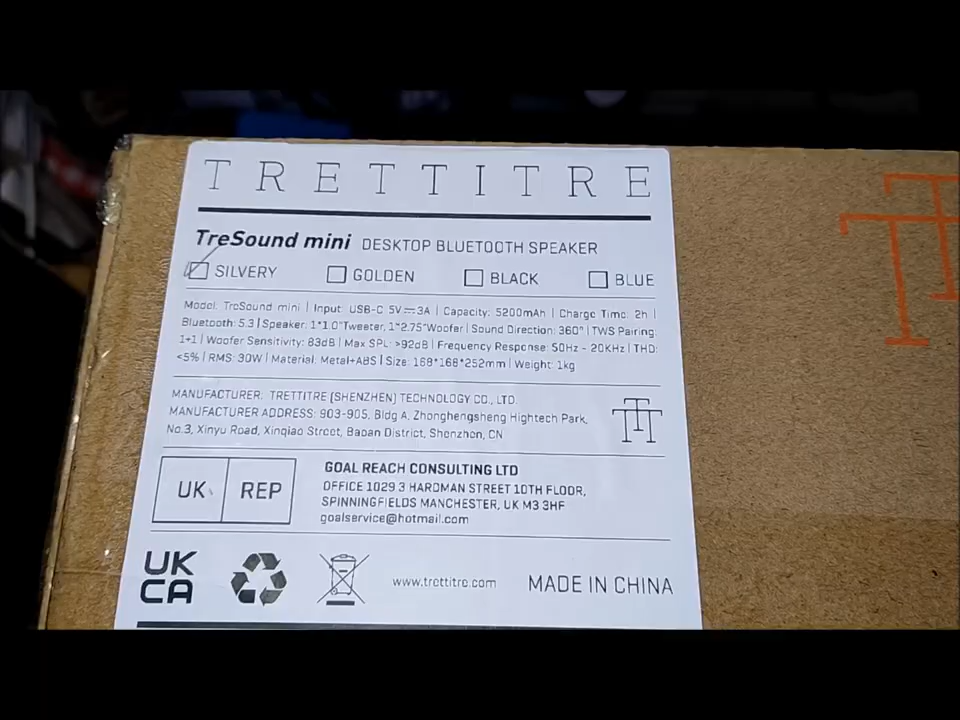 TRETTITRE
TreSound mini DESKTOP BLUETOOTH SPEAKER
SILVERY GOLDEN BLACK BLUE
Model: TreSound mini | Input: USB-C 5V⎓3A | Capacity: 5200mAh | Charge Time: 2h |
Bluetooth: 5.3 | Speaker: 1*1.0"Tweeter, 1*2.75"Woofer | Sound Direction: 360° | TWS Pairing:
1+1 | Woofer Sensitivity: 83dB | Max SPL: >92dB | Frequency Response: 50Hz - 20KHz | THD:
<5% | RMS: 30W | Material: Metal+ABS | Size: 168*168*252mm | Weight: 1kg
MANUFACTURER: TRETTITRE (SHENZHEN) TECHNOLOGY CO., LTD.
MANUFACTURER ADDRESS: 903-905, Bldg A, Zhonghengsheng Hightech Park,
No.3, Xinyu Road, Xinqiao Street, Baoan District, Shenzhen, CN
UK REP
GOAL REACH CONSULTING LTD
OFFICE 1029 3 HARDMAN STREET 10TH FLOOR,
SPINNINGFIELDS MANCHESTER, UK M3 3HF
goalservice@hotmail.com
UK
CA
www.trettitre.com MADE IN CHINA